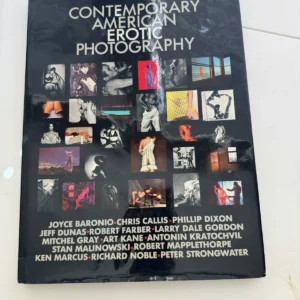 CONTEMPORARY
AMERICAN
EROTIC
PHOTOGRAPHY
JOYCE BARONIO·CHRIS CALLIS·PHILLIP DIXON
JEFF DUNAS·ROBERT FARBER·LARRY DALE GORDON
MITCHEL GRAY·ART KANE·ANTONIN KRATOCHVIL
STAN MALINOWSKI·ROBERT MAPPLETHORPE
KEN MARCUS·RICHARD NOBLE·PETER STRONGWATER